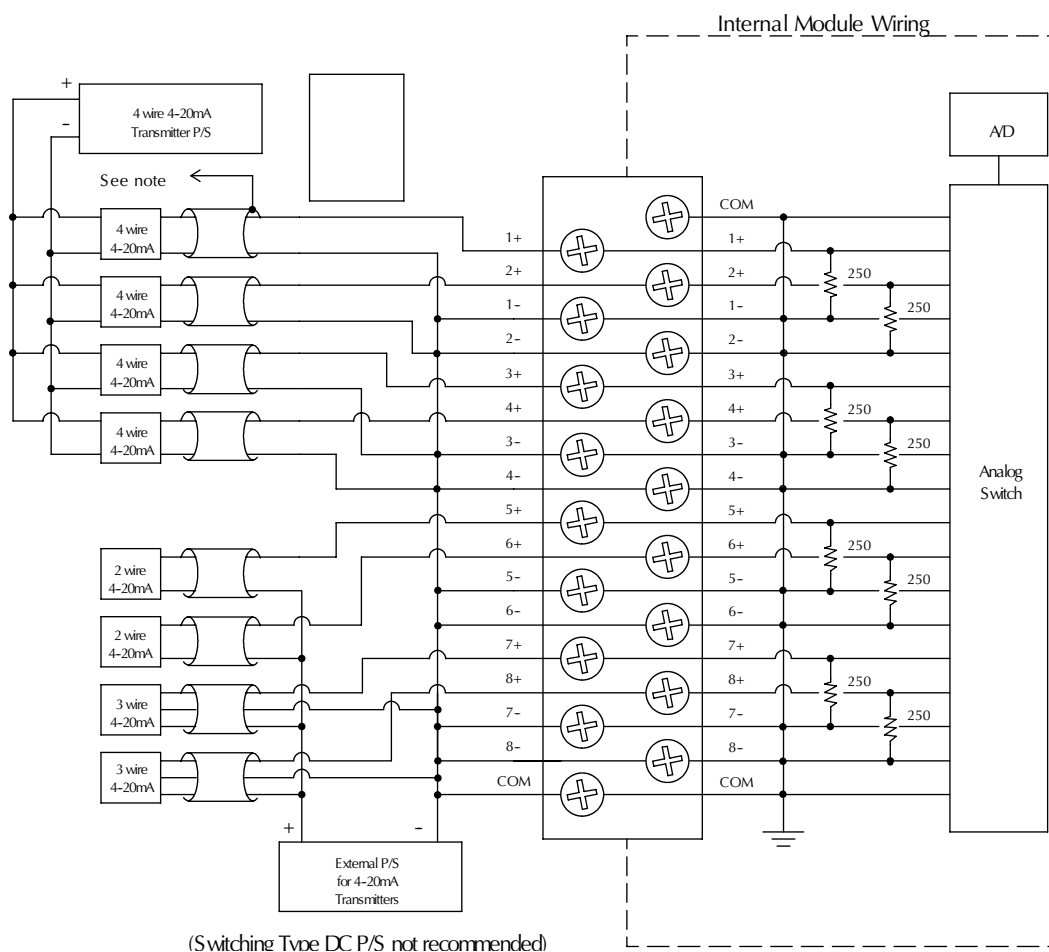 Internal Module Wiring
+
-
4 wire 4-20mA
Transmitter P/S
A/D
See note
4 wire
4-20mA
4 wire
4-20mA
4 wire
4-20mA
4 wire
4-20mA
2 wire
4-20mA
2 wire
4-20mA
3 wire
4-20mA
3 wire
4-20mA
1+
2+
1-
2-
3+
4+
3-
4-
5+
6+
5-
6-
7+
8+
7-
8-
COM
COM
1+
2+
1-
2-
3+
4+
3-
4-
5+
6+
5-
6-
7+
8+
7-
8-
COM
250
250
250
250
250
250
250
250
Analog
Switch
+
-
External P/S
for 4-20mA
Transmitters
(Switching Type DC P/S not recommended)